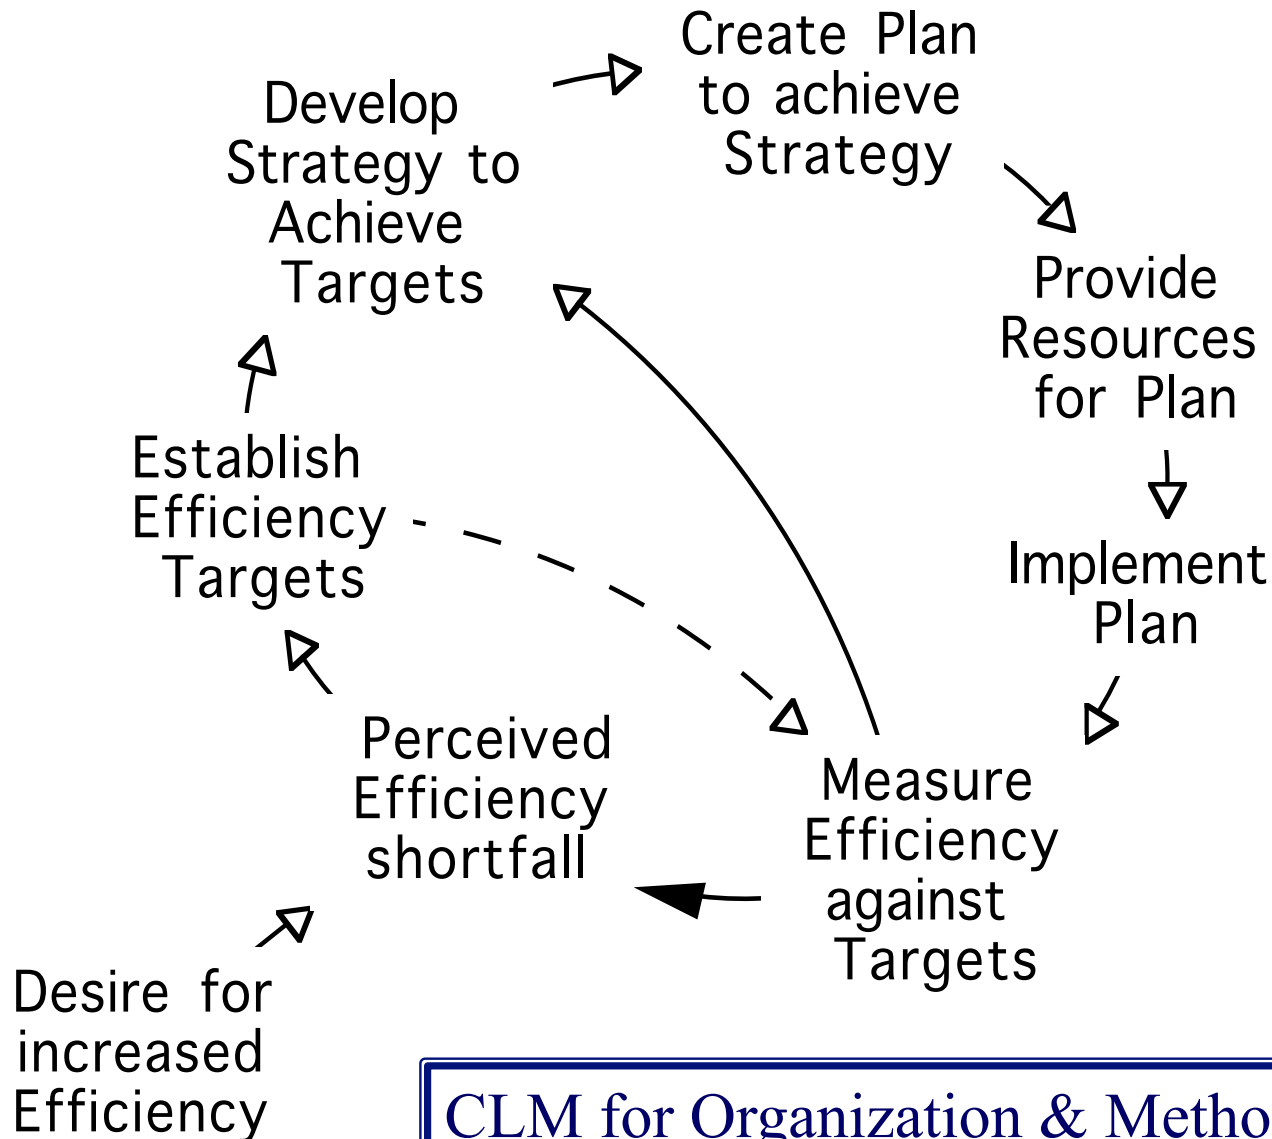 Create Plan
to achieve
Strategy
Develop
Strategy to
Achieve
Targets
Provide
Resources
for Plan
Establish
Efficiency
Targets
Implement
Plan
Perceived
Efficiency
shortfall
Measure
Efficiency
against
Targets
Desire for
increased
Efficiency
CLM for Organization & Metho